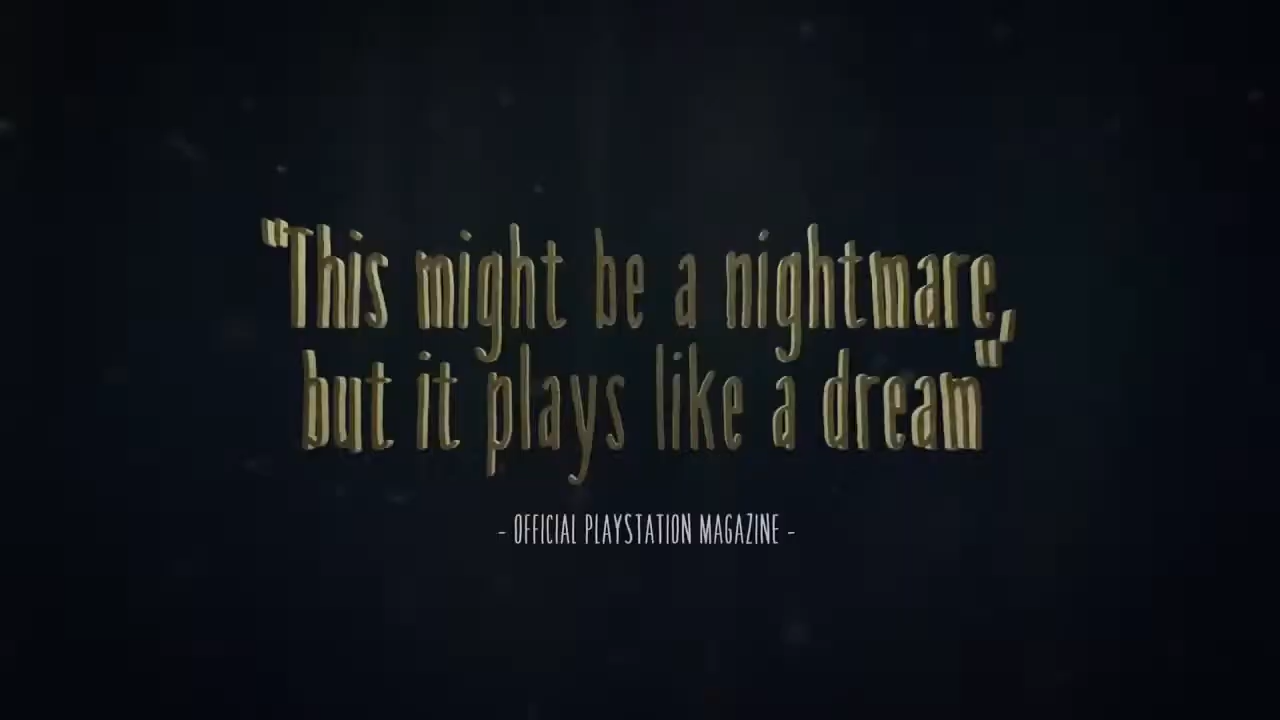 "This might be a nightmare,
but it plays like a dream"
- OFFICIAL PLAYSTATION MAGAZINE -